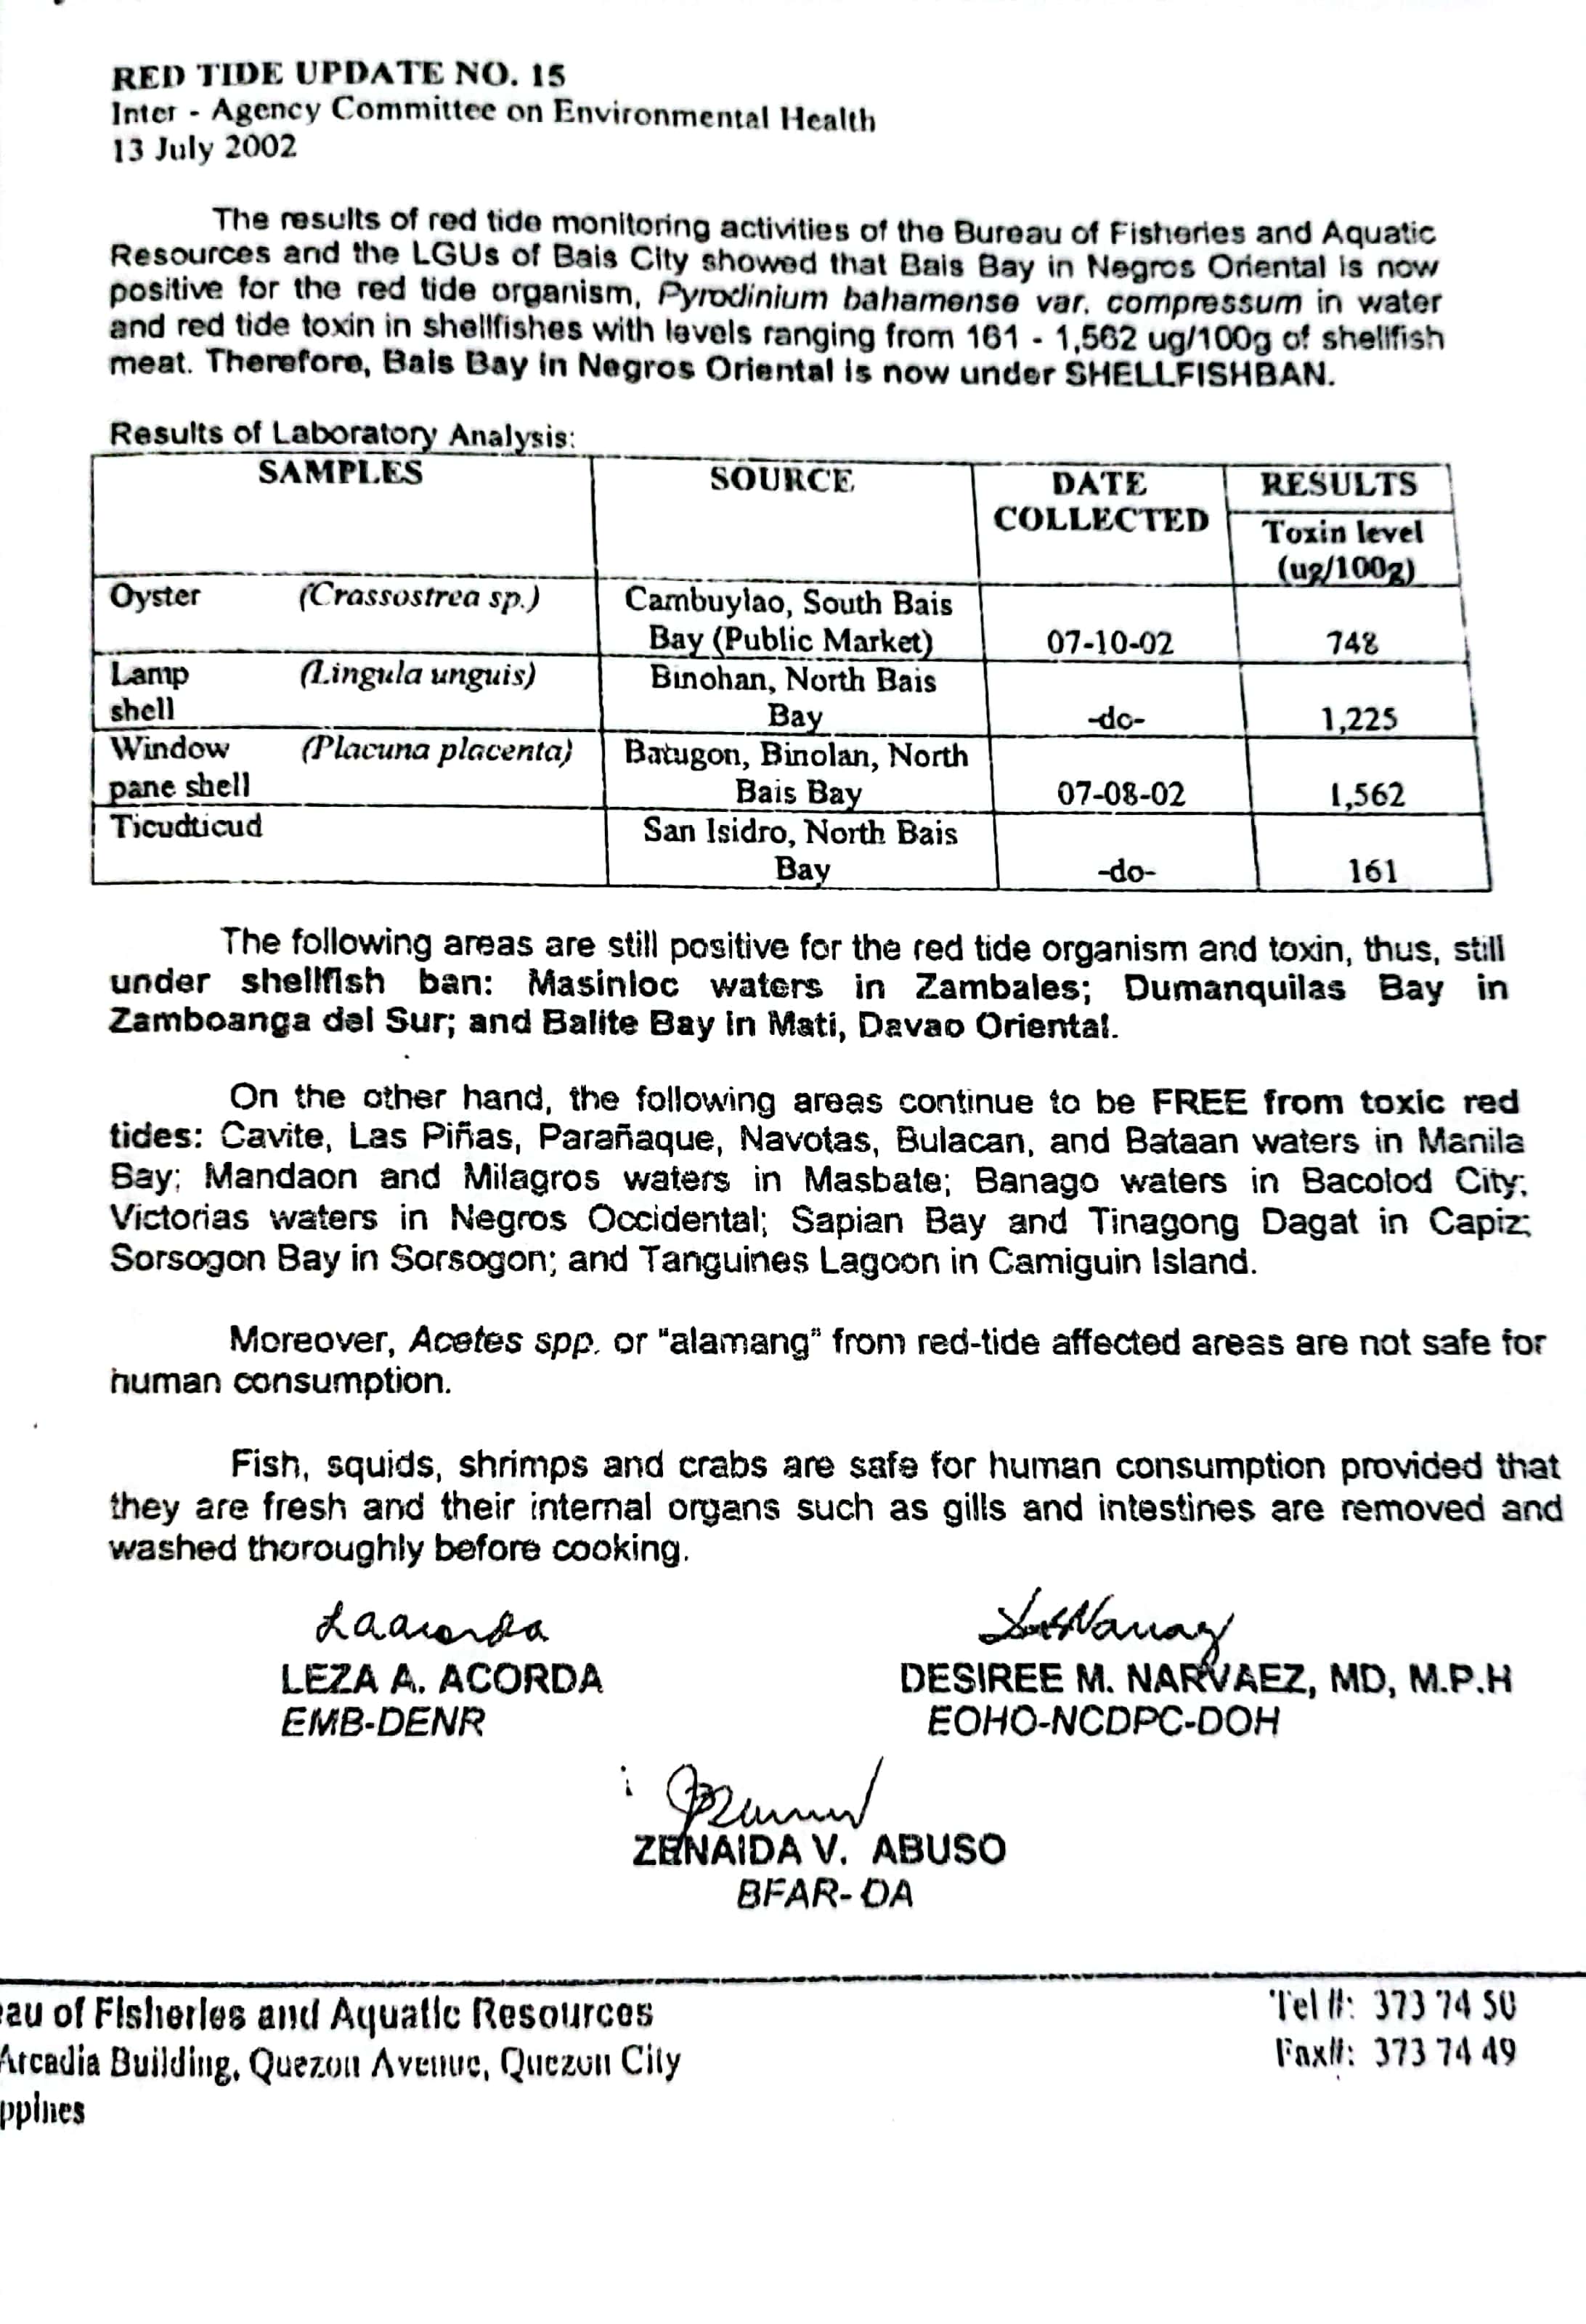 RED TIDE UPDATE NO. 15
Inter - Agency Committee on Environmental Health
13 July 2002
The results of red tide monitoring activities of the Bureau of Fisheries and Aquatic
Resources and the LGUs of Bais City showed that Bais Bay in Negros Oriental is now
positive for the red tide organism, Pyrodinium bahamense var. compressum in water
and red tide toxin in shellfishes with levels ranging from 161 - 1,562 ug/100g of shellfish
meat. Therefore, Bais Bay in Negros Oriental is now under SHELLFISHBAN.
Results of Laboratory Analysis:
SAMPLES SOURCE DATE COLLECTED RESULTS
Toxin level
(ug/100g)
Oyster (Crassostrea sp.) Cambuylao, South Bais
Bay (Public Market) 07-10-02 748
Lamp (Lingula unguis) Binohan, North Bais
shell Bay -do- 1,225
Window (Placuna placenta) Batugon, Binolan, North
pane shell Bais Bay 07-08-02 1,562
Ticudticud San Isidro, North Bais
Bay -do- 161
The following areas are still positive for the red tide organism and toxin, thus, still
under shellfish ban: Masinloc waters in Zambales; Dumanquilas Bay in
Zamboanga del Sur; and Balite Bay in Mati, Davao Oriental.
On the other hand, the following areas continue to be FREE from toxic red
tides: Cavite, Las Piñas, Parañaque, Navotas, Bulacan, and Bataan waters in Manila
Bay; Mandaon and Milagros waters in Masbate; Banago waters in Bacolod City;
Victorias waters in Negros Occidental; Sapian Bay and Tinagong Dagat in Capiz;
Sorsogon Bay in Sorsogon; and Tanguines Lagoon in Camiguin Island.
Moreover, Acetes spp. or "alamang" from red-tide affected areas are not safe for
human consumption.
Fish, squids, shrimps and crabs are safe for human consumption provided that
they are fresh and their internal organs such as gills and intestines are removed and
washed thoroughly before cooking.
LEZA A. ACORDA DESIREE M. NARVAEZ, MD, M.P.H
EMB-DENR EOHO-NCDPC-DOH
ZENAIDA V. ABUSO
BFAR-DA
eau of Fisheries and Aquatic Resources Tel #: 373 74 50
Arcadia Building, Quezon Avenue, Quezon City Fax#: 373 74 49
ppines